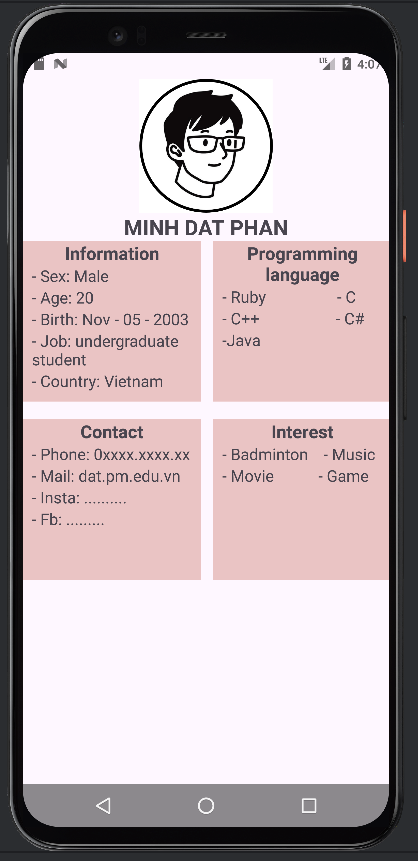 LTE 4:07
MINH DAT PHAN
Information
- Sex: Male
- Age: 20
- Birth: Nov - 05 - 2003
- Job: undergraduate
student
- Country: Vietnam
Programming
language
- Ruby - C
- C++ - C#
-Java
Contact
- Phone: 0xxxx.xxxx.xx
- Mail: dat.pm.edu.vn
- Insta: ..........
- Fb: .........
Interest
- Badminton - Music
- Movie - Game